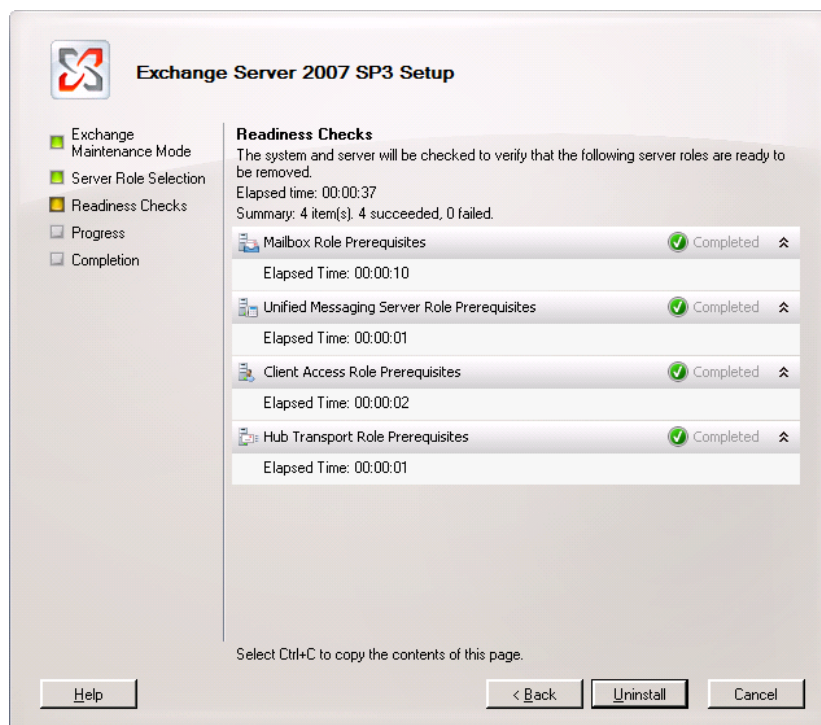 Exchange Server 2007 SP3 Setup
Exchange
Maintenance Mode
Server Role Selection
Readiness Checks
Progress
Completion
Readiness Checks
The system and server will be checked to verify that the following server roles are ready to
be removed.
Elapsed time: 00:00:37
Summary: 4 item(s). 4 succeeded, 0 failed.
Mailbox Role Prerequisites Completed
Elapsed Time: 00:00:10
Unified Messaging Server Role Prerequisites Completed
Elapsed Time: 00:00:01
Client Access Role Prerequisites Completed
Elapsed Time: 00:00:02
Hub Transport Role Prerequisites Completed
Elapsed Time: 00:00:01
Select Ctrl+C to copy the contents of this page.
Help < Back Uninstall Cancel